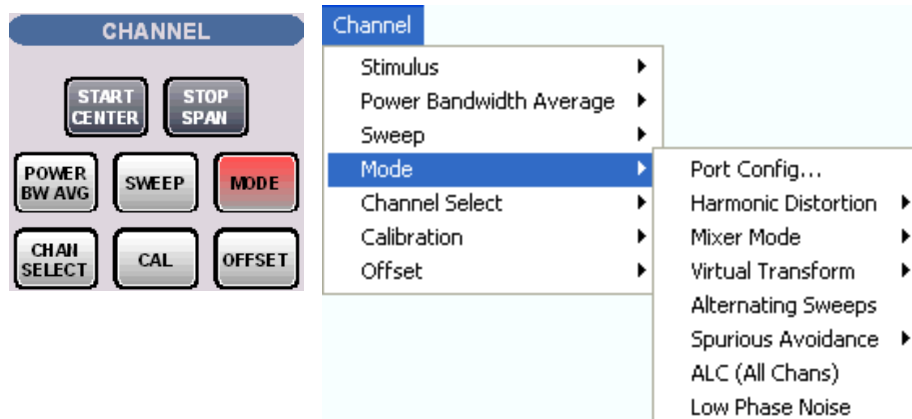 CHANNEL
START
CENTER
STOP
SPAN
POWER
BW AVG
SWEEP
MODE
CHAN
SELECT
CAL
OFFSET
Channel
Stimulus
Power Bandwidth Average
Sweep
Mode
Channel Select
Calibration
Offset
Port Config...
Harmonic Distortion
Mixer Mode
Virtual Transform
Alternating Sweeps
Spurious Avoidance
ALC (All Chans)
Low Phase Noise